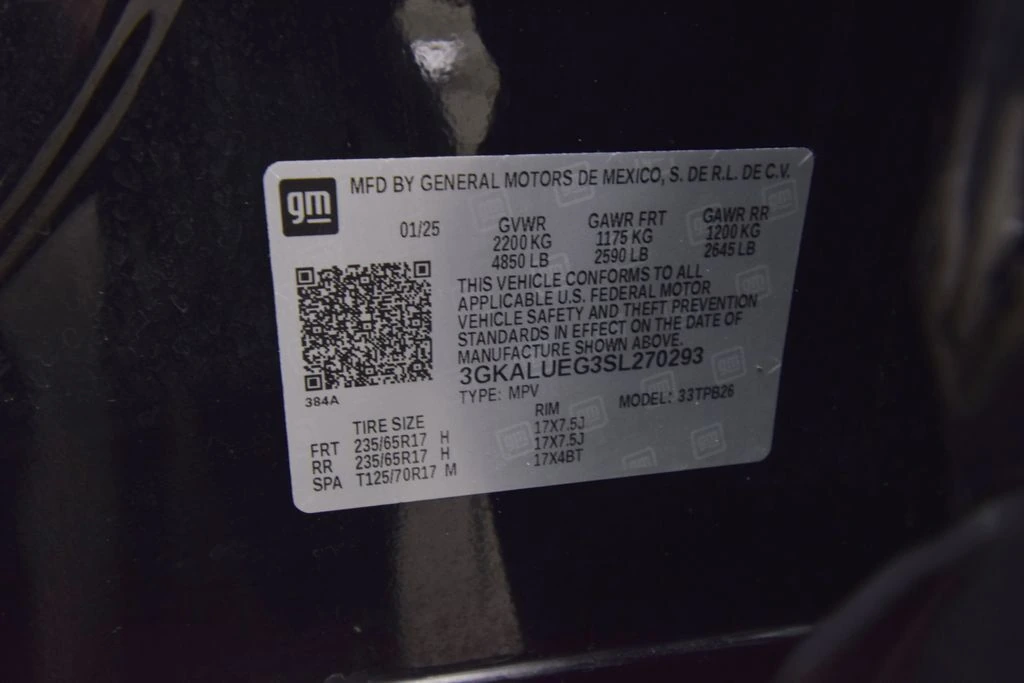 gm
MFD BY GENERAL MOTORS DE MEXICO, S. DE R.L. DE C.V.
01/25 GVWR GAWR FRT GAWR RR
2200 KG 1175 KG 1200 KG
4850 LB 2590 LB 2645 LB
THIS VEHICLE CONFORMS TO ALL
APPLICABLE U.S. FEDERAL MOTOR
VEHICLE SAFETY AND THEFT PREVENTION
STANDARDS IN EFFECT ON THE DATE OF
MANUFACTURE SHOWN ABOVE.
3GKALUEG3SL270293
384A
TYPE: MPV MODEL: 33TPB26
TIRE SIZE RIM
FRT 235/65R17 H 17X7.5J
RR 235/65R17 H 17X7.5J
SPA T125/70R17 M 17X4BT